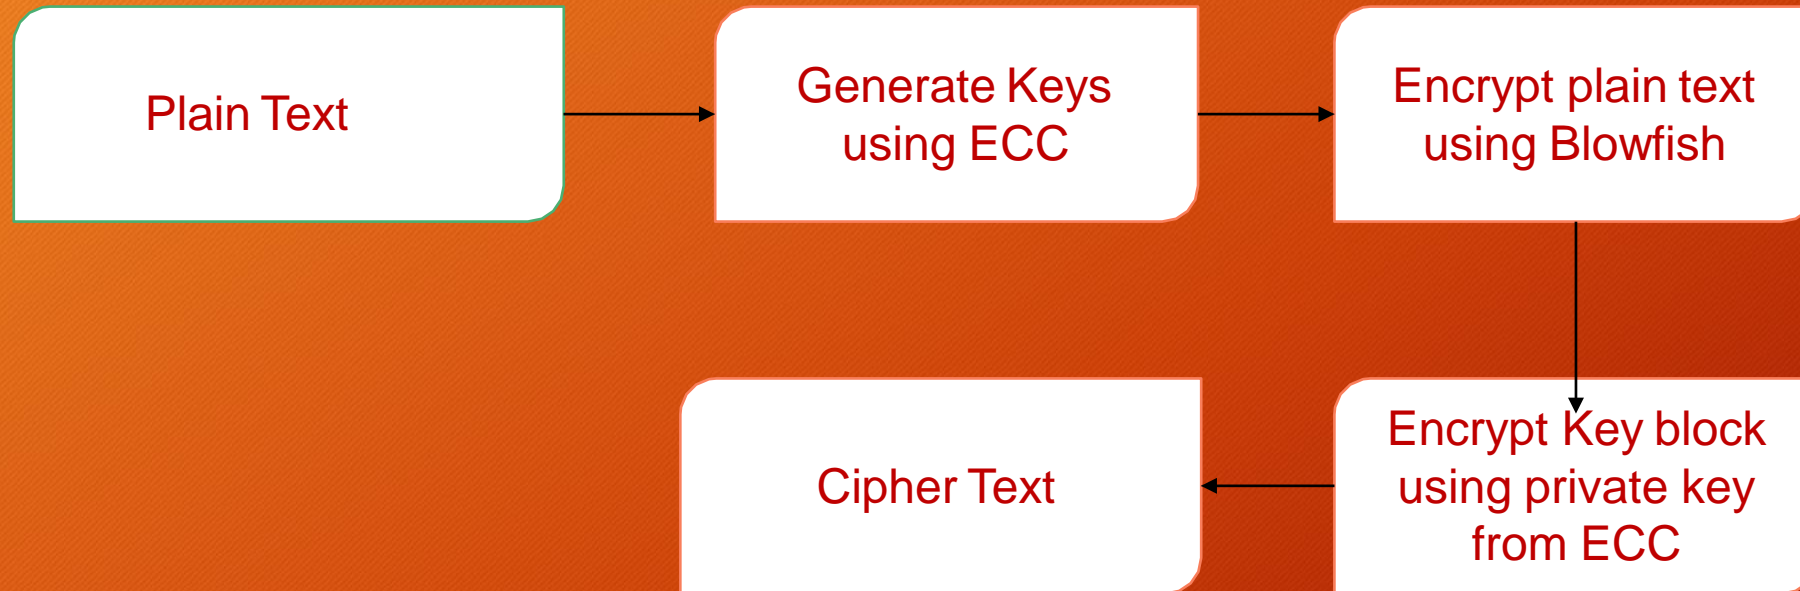 Plain Text
Generate Keys
using ECC
Encrypt plain text
using Blowfish
Encrypt Key block
using private key
from ECC
Cipher Text